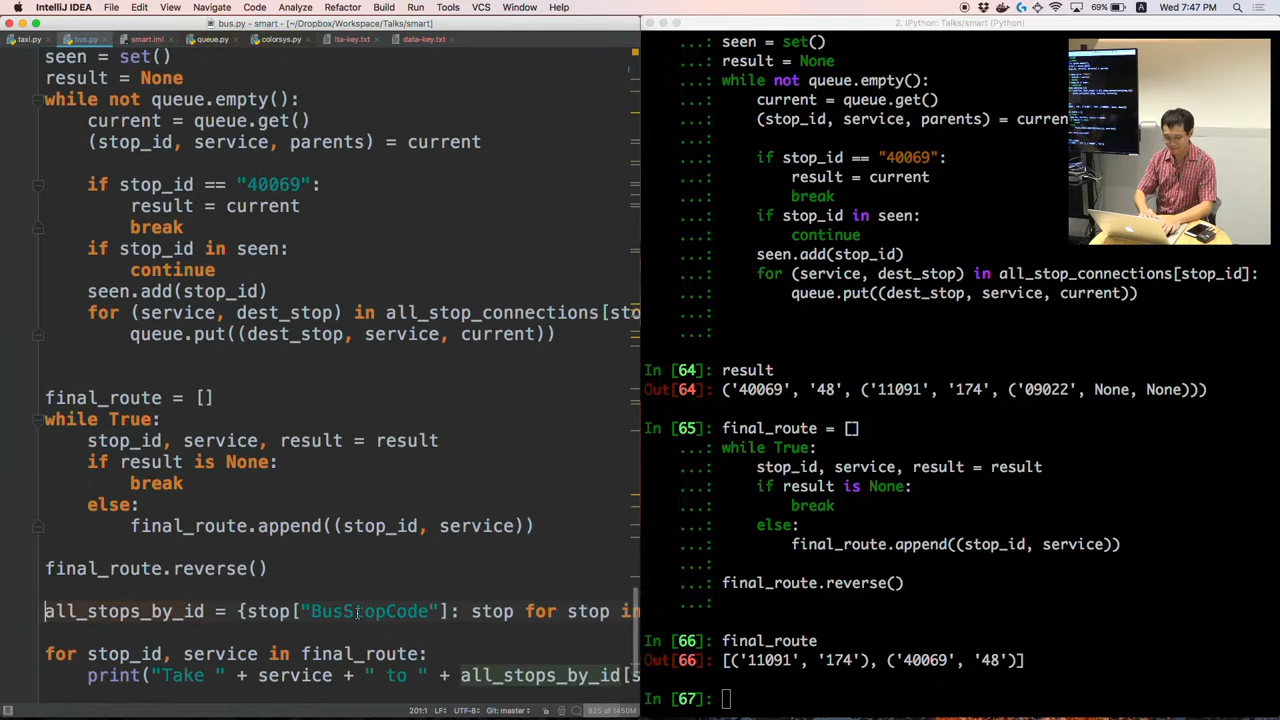 IntelliJ IDEA File Edit View Navigate Code Analyze Refactor Build Run Tools VCS Window Help 69% Wed 7:47 PM
bus.py - smart - [~/Dropbox/Workspace/Talks/smart]
2. IPython: Talks/smart (Python)
taxi.py bus.py smart.iml queue.py colorsys.py lta-key.txt data-key.txt
seen = set()
result = None
while not queue.empty():
current = queue.get()
(stop_id, service, parents) = current
if stop_id == "40069":
result = current
break
if stop_id in seen:
continue
seen.add(stop_id)
for (service, dest_stop) in all_stop_connections[sto
queue.put((dest_stop, service, current))
final_route = []
while True:
stop_id, service, result = result
if result is None:
break
else:
final_route.append((stop_id, service))
final_route.reverse()
all_stops_by_id = {stop["BusStopCode"]: stop for stop in
for stop_id, service in final_route:
print("Take " + service + " to " + all_stops_by_id[s
201:1 LF÷ UTF-8÷ Git: master÷ 925 of 1450M
...: seen = set()
...: result = None
...: while not queue.empty():
...: current = queue.get()
...: (stop_id, service, parents) = curren
...:
...: if stop_id == "40069":
...: result = current
...: break
...: if stop_id in seen:
...: continue
...: seen.add(stop_id)
...: for (service, dest_stop) in all_stop_connections[stop_id]:
...: queue.put((dest_stop, service, current))
...:
...:
In [64]: result
Out[64]: ('40069', '48', ('11091', '174', ('09022', None, None)))
In [65]: final_route = []
...: while True:
...: stop_id, service, result = result
...: if result is None:
...: break
...: else:
...: final_route.append((stop_id, service))
...:
...: final_route.reverse()
...:
In [66]: final_route
Out[66]: [('11091', '174'), ('40069', '48')]
In [67]: